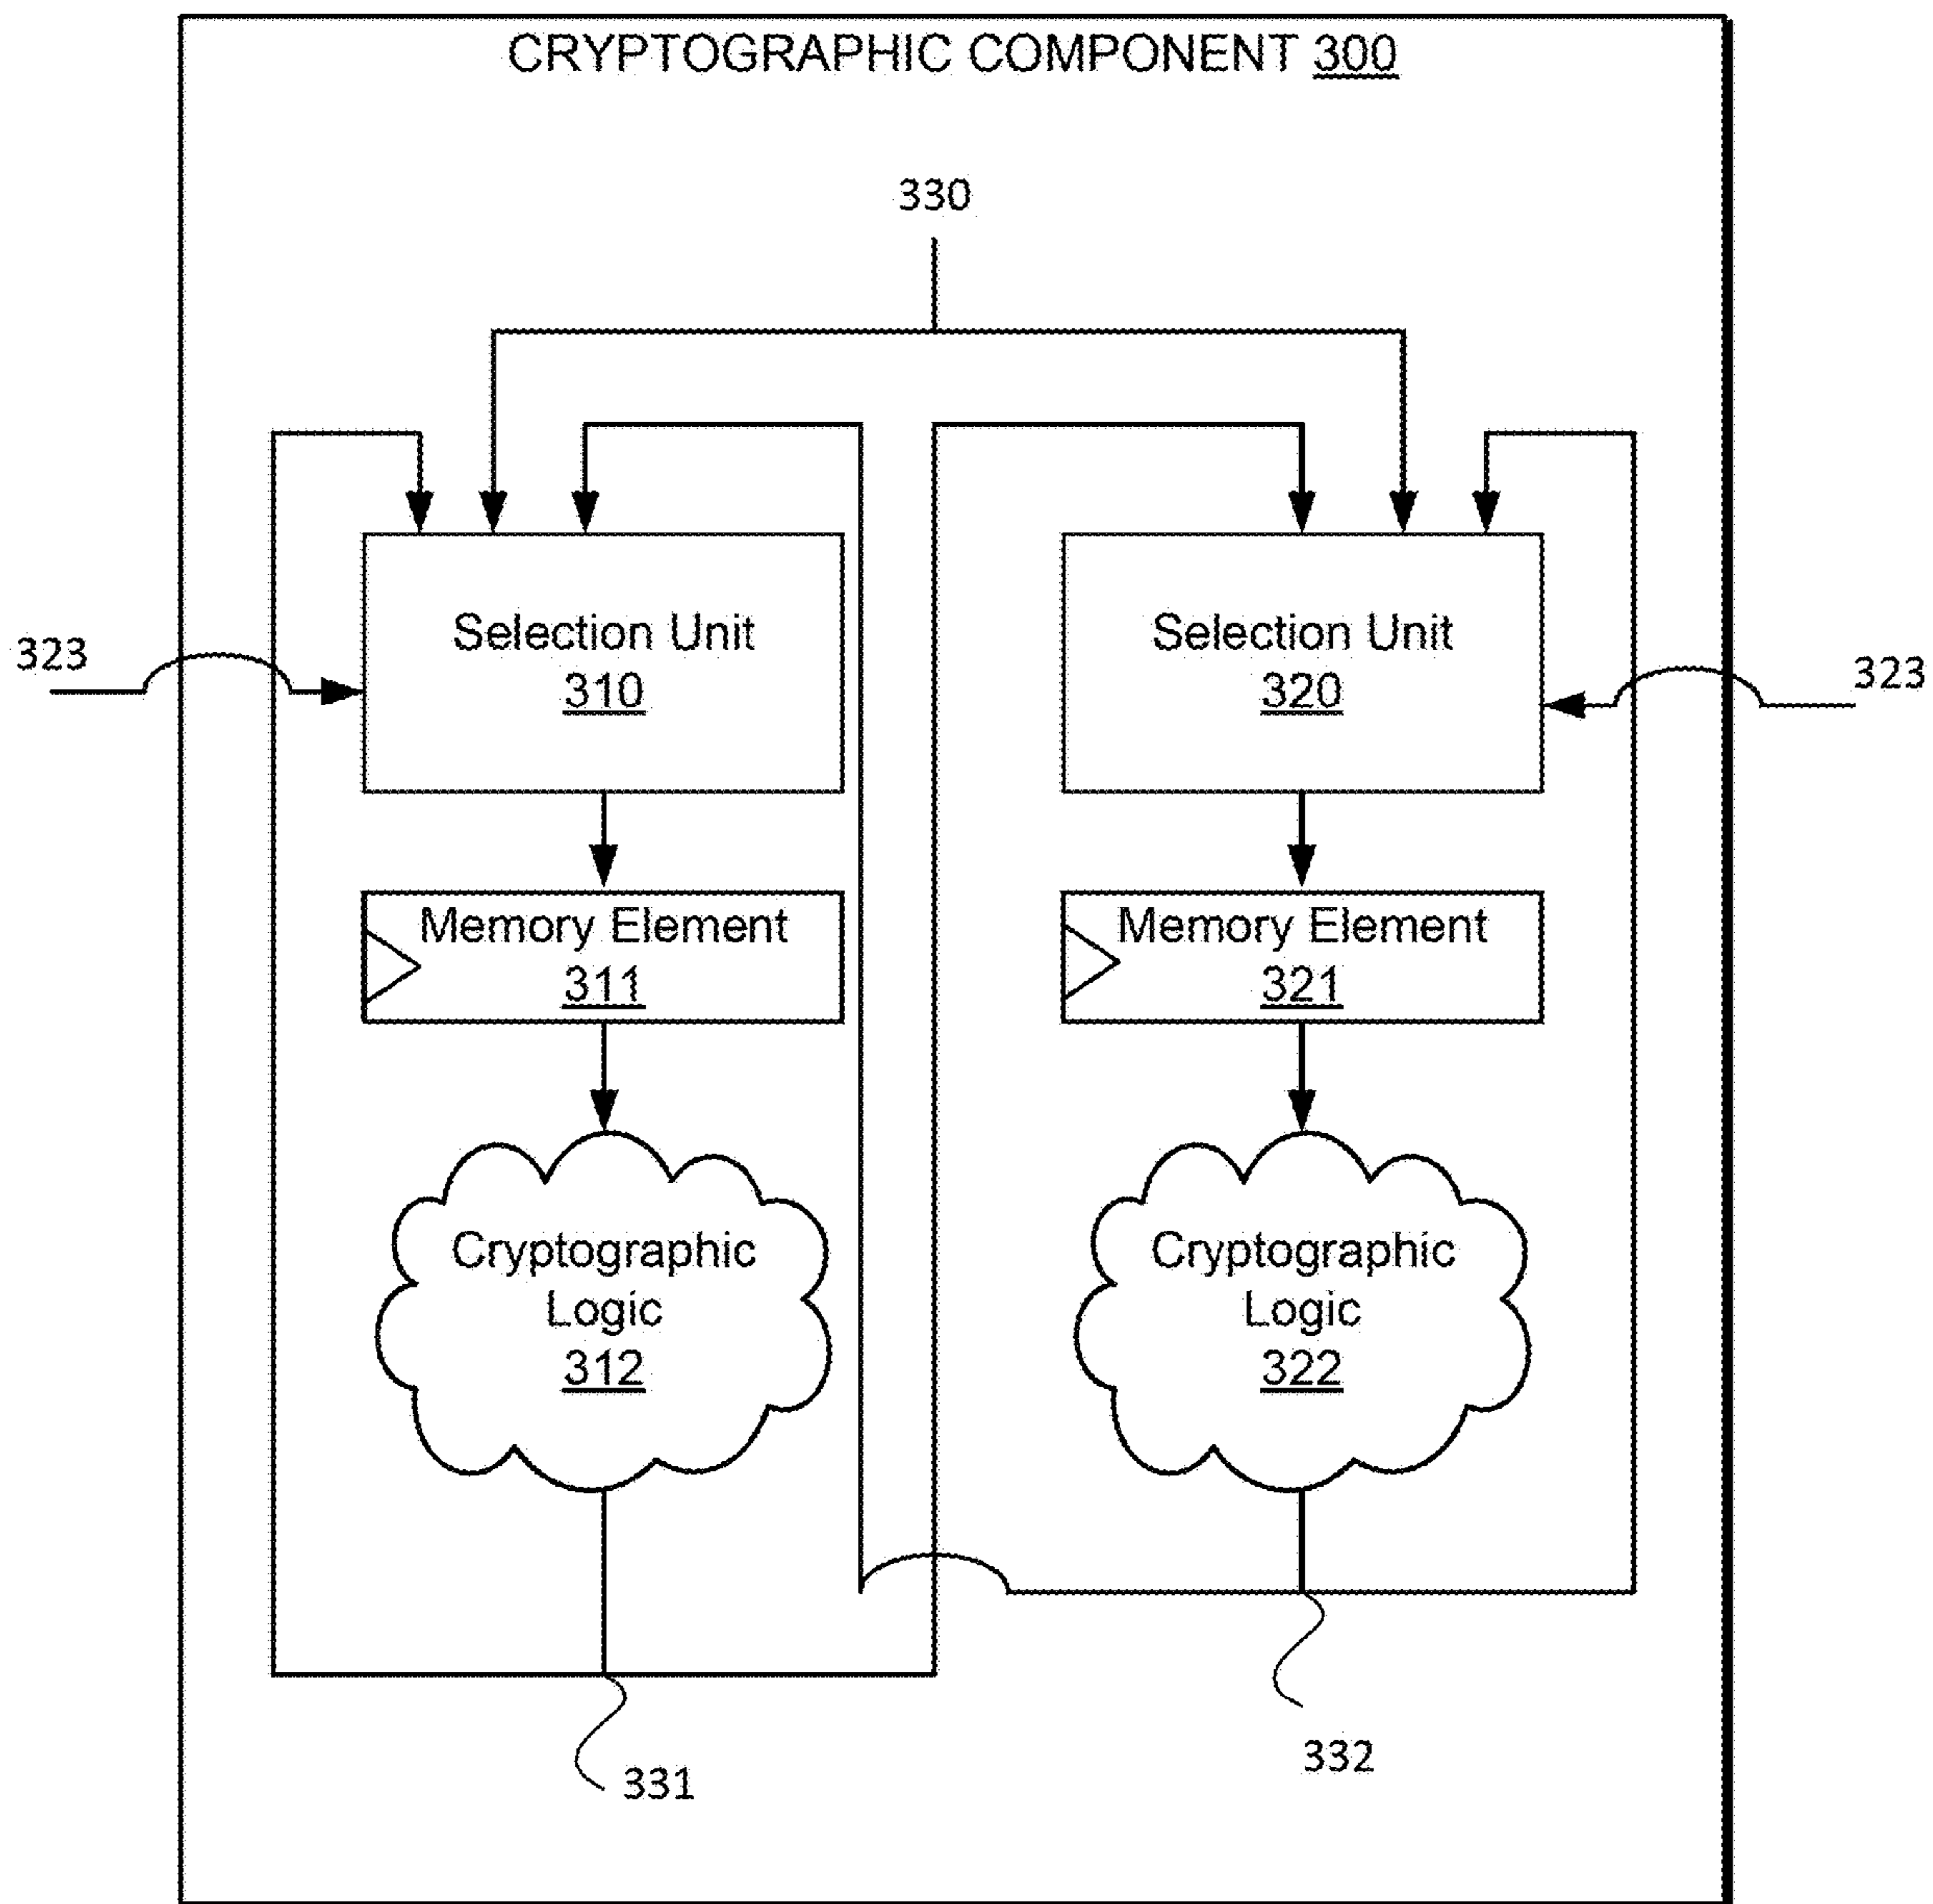 CRYPTOGRAPHIC COMPONENT 300
330
323
Selection Unit
310
Selection Unit
320
323
Memory Element
311
Memory Element
321
Cryptographic
Logic
312
Cryptographic
Logic
322
331
332